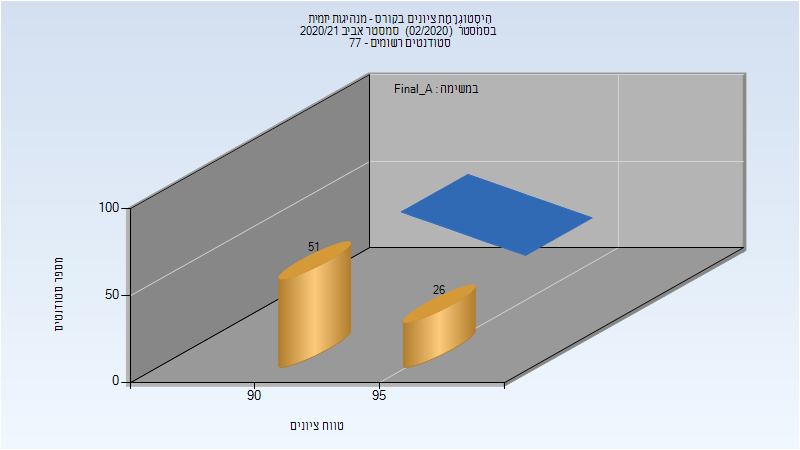 היסטוגרמת ציונים בקורס - מנהיגות יזמית
בסמסטר (02/2020) סמסטר אביב 2020/21
סטודנטים רשומים - 77
במשימה : Final_A
100
50
0
מספר סטודנטים
51
26
90
95
טווח ציונים